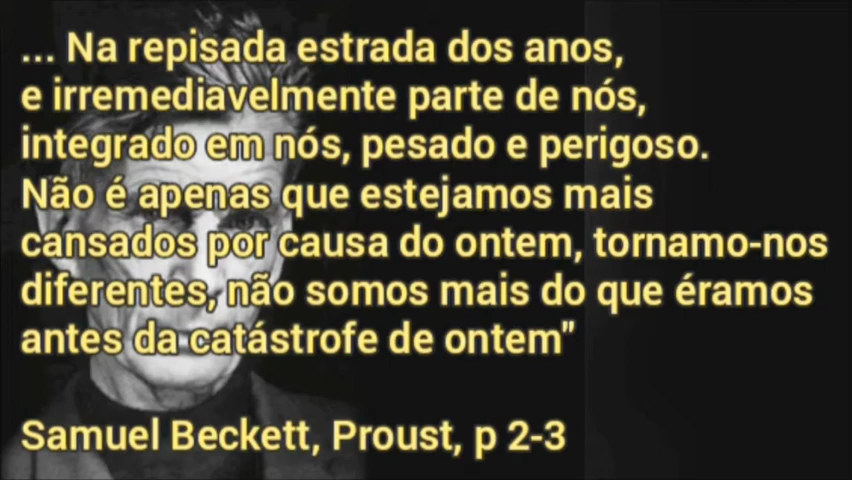 ... Na repisada estrada dos anos,
e irremediavelmente parte de nós,
integrado em nós, pesado e perigoso.
Não é apenas que estejamos mais
cansados por causa do ontem, tornamo-nos
diferentes, não somos mais do que éramos
antes da catástrofe de ontem"
Samuel Beckett, Proust, p 2-3